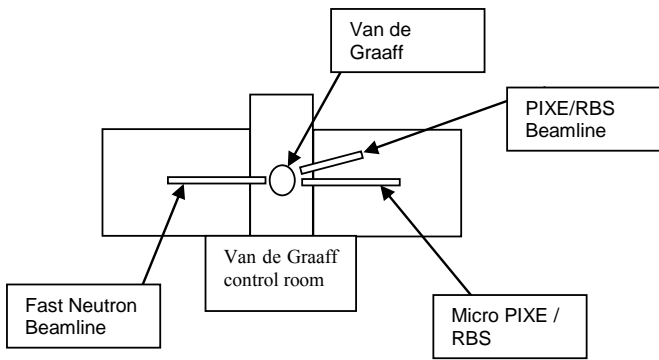 Van de
Graaff
PIXE/RBS
Beamline
Van de Graaff
control room
Fast Neutron
Beamline
Micro PIXE /
RBS